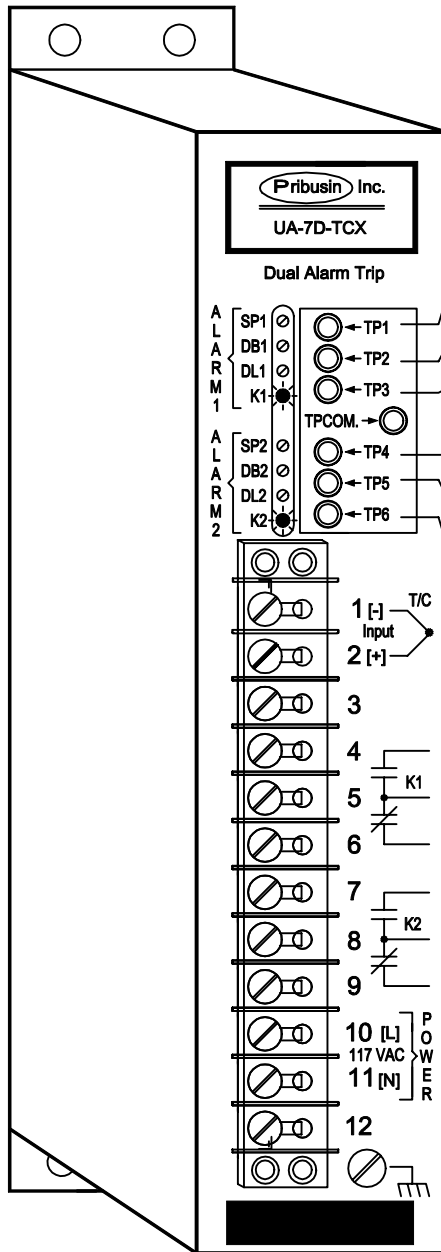 Pribusin Inc.
UA-7D-TCX
Dual Alarm Trip
ALARM 1
SP1
DB1
DL1
K1
ALARM 2
SP2
DB2
DL2
K2
TP1
TP2
TP3
TPCOM.
TP4
TP5
TP6
1 [-] T/C
Input
2 [+]
3
4
K1
5
6
7
K2
8
9
10 [L]
117 VAC
11 [N]
POWER
12